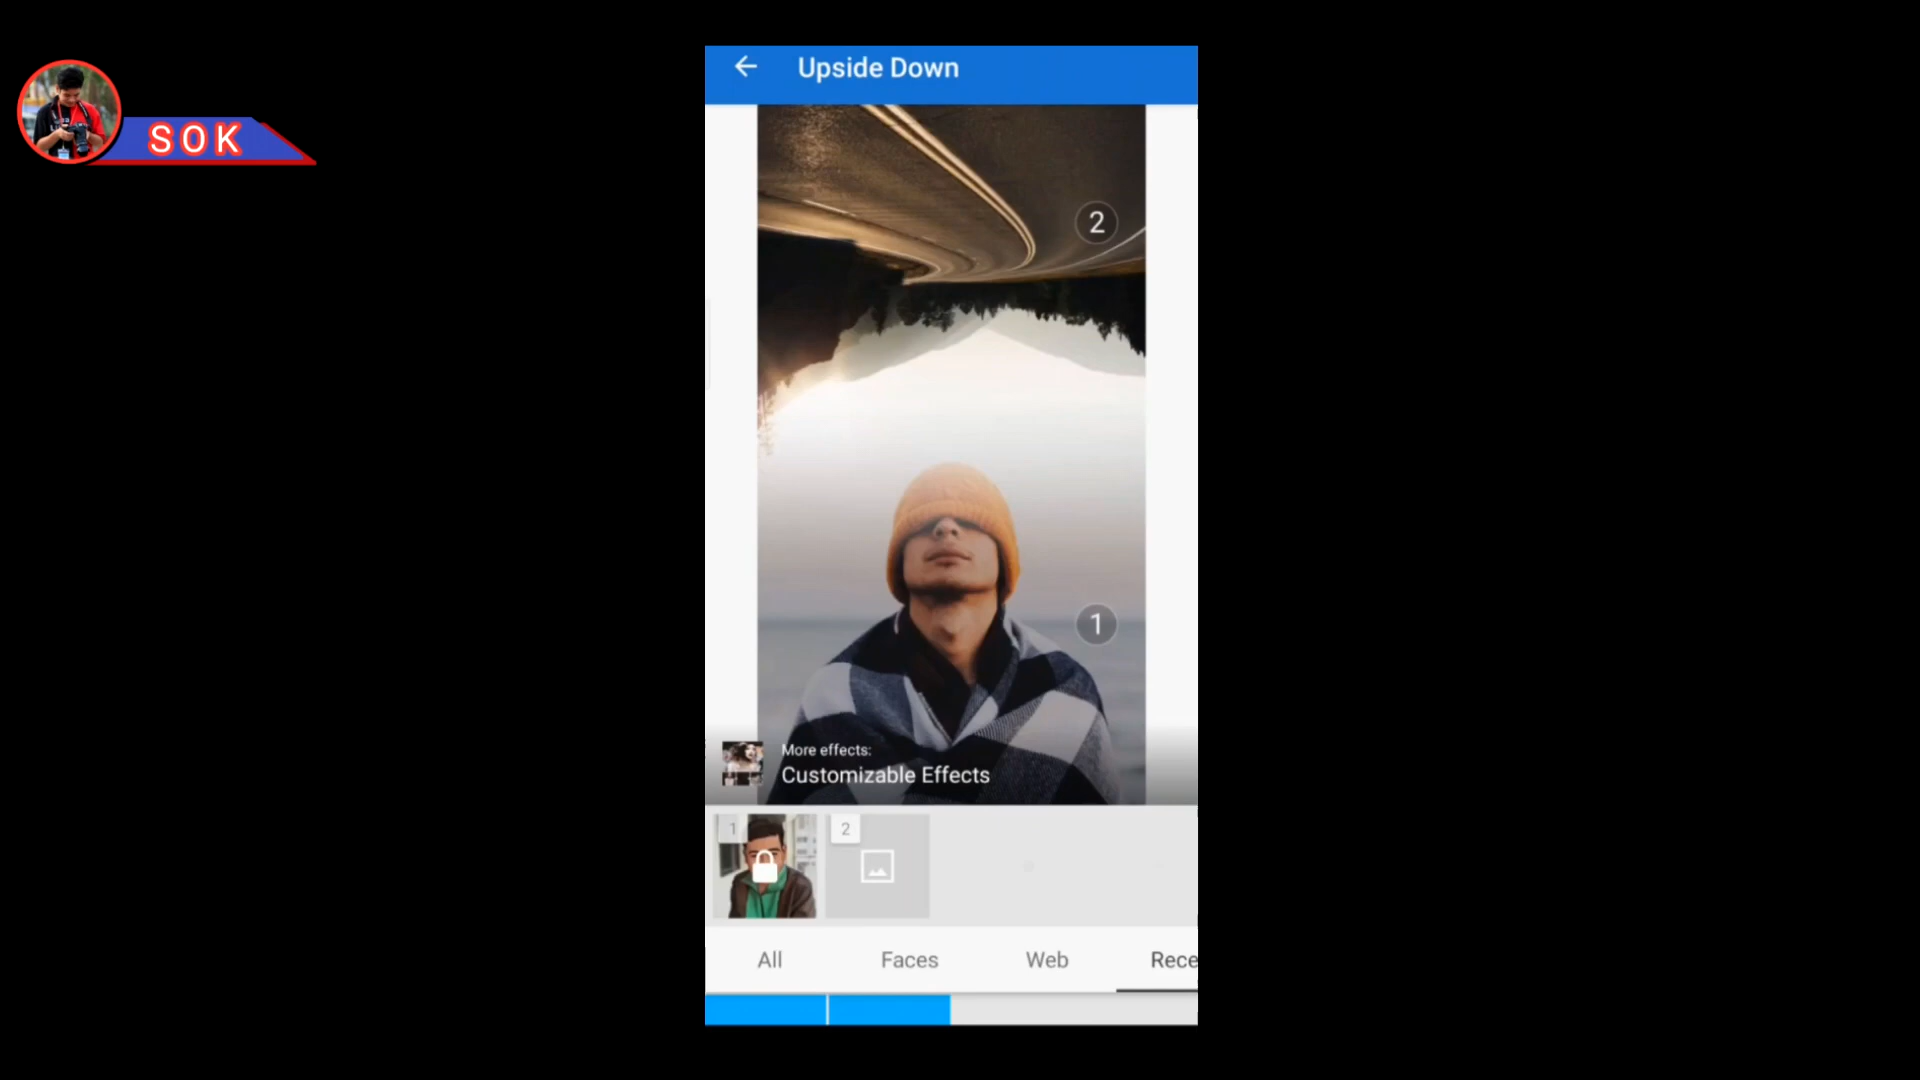 SOK
Upside Down
2
1
More effects:
Customizable Effects
1
2
All
Faces
Web
Rece